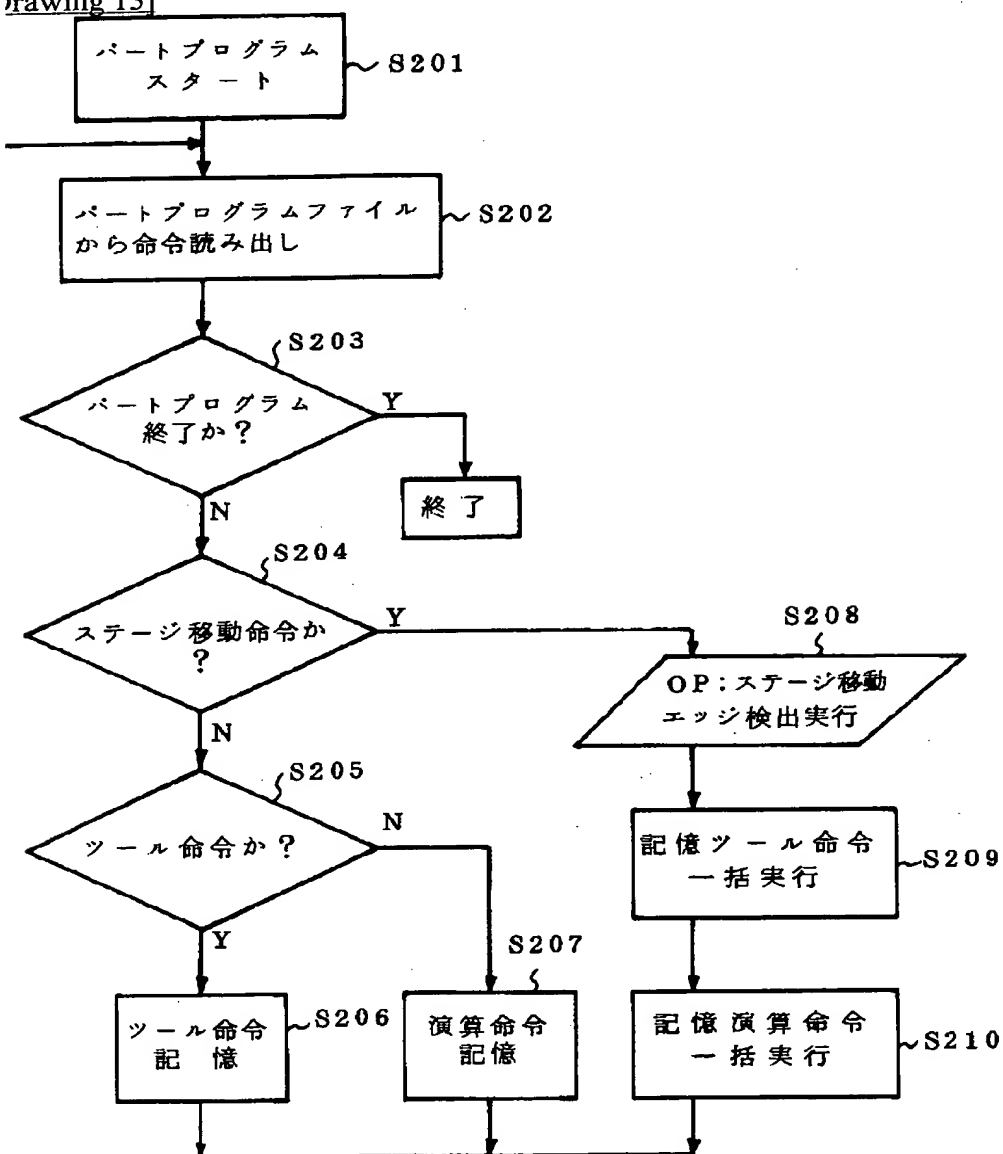 Drawing 13]
パートプログラム
スタート
S201
パートプログラムファイル
から命令読み出し
S202
S203
パートプログラム
終了か?
Y
終了
N
S204
ステージ移動命令か
?
Y
S208
OP:ステージ移動
エッジ検出実行
N
S205
ツール命令か?
N
記憶ツール命令
一括実行
S209
Y
S207
ツール命令
記憶
S206
演算命令
記憶
記憶演算命令
一括実行
S210